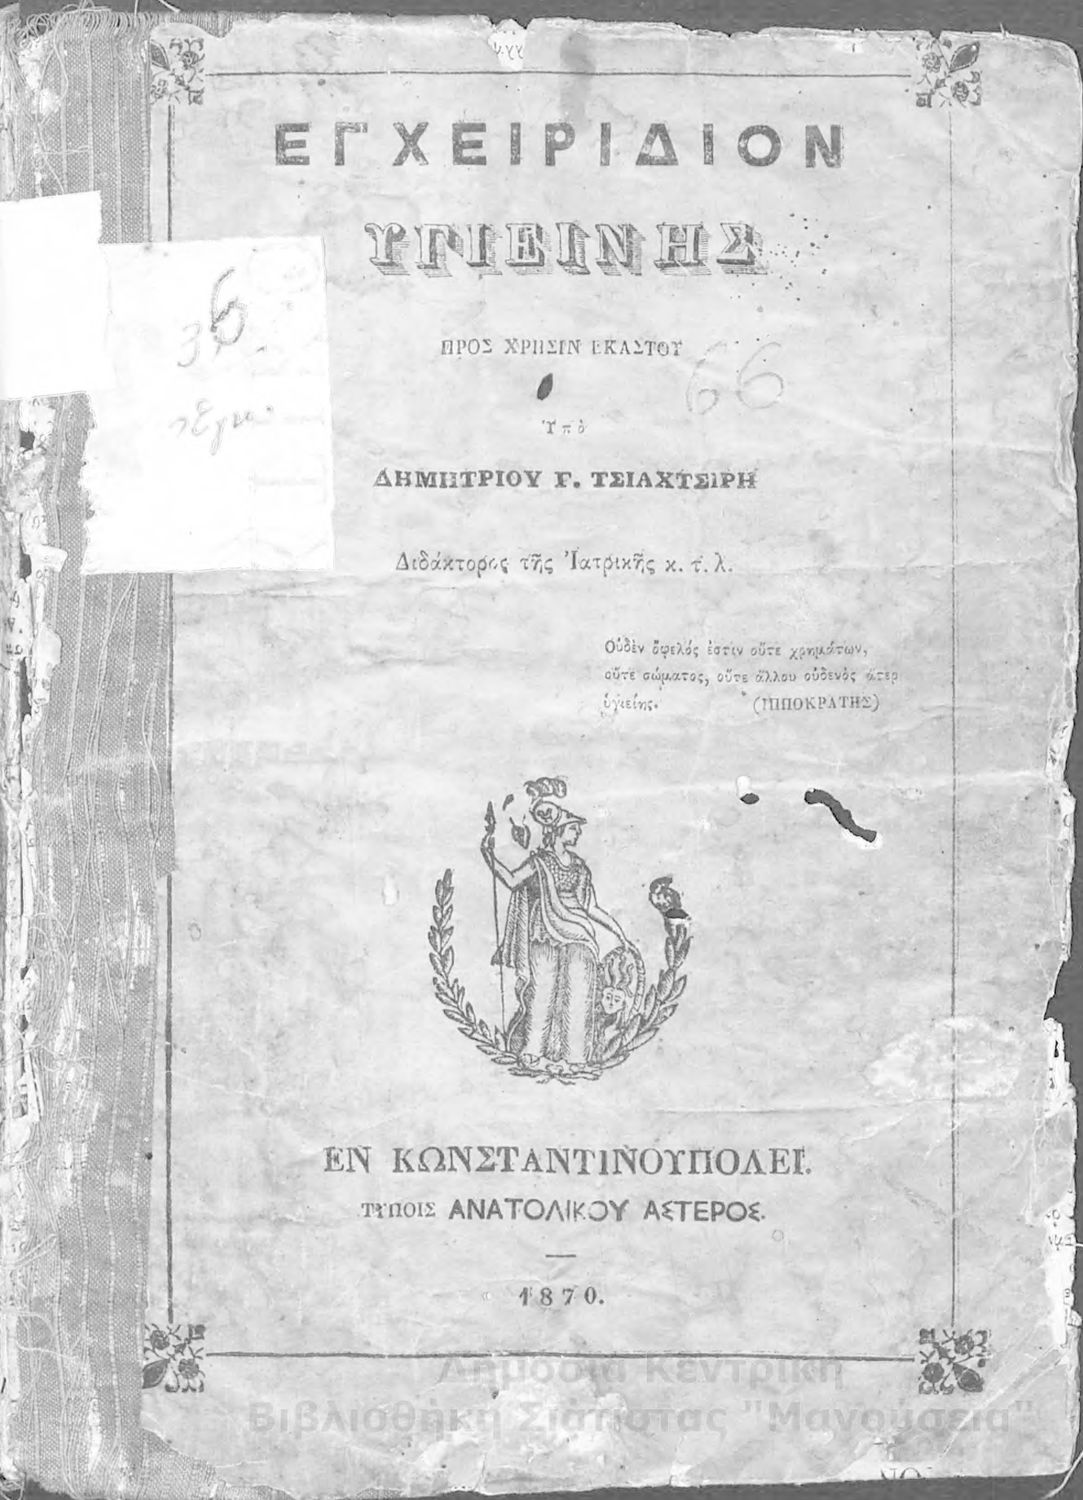 ΕΓΧΕΙΡΙΔΙΟΝ
ΥΓΙΕΙΝΗΣ
ΠΡΟΣ ΧΡΗΣΙΝ ΕΚΑΣΤΟΥ
66
Ὑπὸ
ΔΗΜΗΤΡΙΟΥ Γ. ΤΣΙΑΧΤΣΙΡΗ
Διδάκτορος τῆς Ἰατρικῆς κ. τ. λ.
Οὐδὲν ὄφελός ἐστιν οὔτε χρημάτων,
οὔτε σώματος, οὔτε ἄλλου οὐδενός ἄτερ
ὑγιείης. (ΙΠΠΟΚΡΑΤΗΣ)
ΕΝ ΚΩΝΣΤΑΝΤΙΝΟΥΠΟΛΕΙ.
ΤΥΠΟΙΣ ΑΝΑΤΟΛΙΚΟΥ ΑΣΤΕΡΟΣ.
1870.
Δημόσια Κεντρική
Βιβλιοθήκη Σιάτιστας "Μανούσεια"